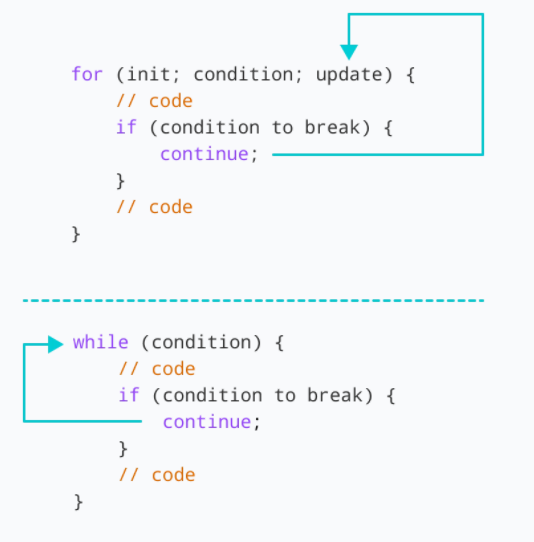 for (init; condition; update) {
// code
if (condition to break) {
continue;
}
// code
}
while (condition) {
// code
if (condition to break) {
continue;
}
// code
}